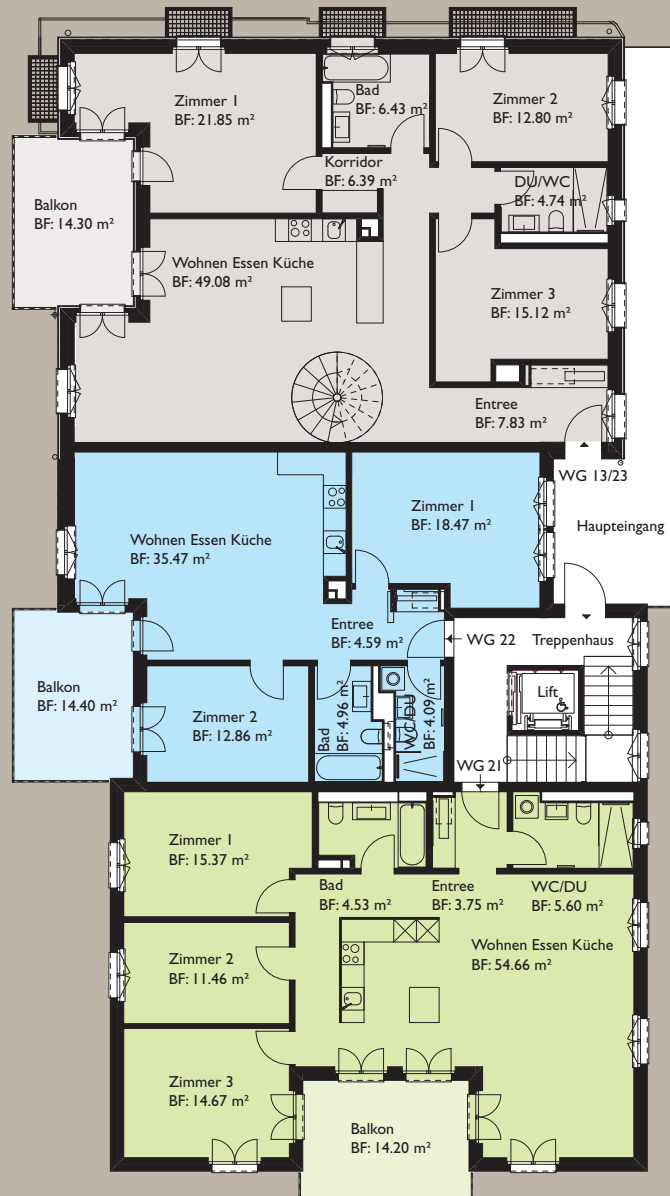 Zimmer 1
BF: 21.85 m²
Bad
BF: 6.43 m²
Zimmer 2
BF: 12.80 m²
Korridor
BF: 6.39 m²
DU/WC
BF: 4.74 m²
Balkon
BF: 14.30 m²
Wohnen Essen Küche
BF: 49.08 m²
Zimmer 3
BF: 15.12 m²
Entree
BF: 7.83 m²
WG 13/23
Haupteingang
Zimmer 1
BF: 18.47 m²
Wohnen Essen Küche
BF: 35.47 m²
Entree
BF: 4.59 m²
WG 22
Treppenhaus
Balkon
BF: 14.40 m²
Zimmer 2
BF: 12.86 m²
Bad
BF: 4.96 m²
WC/DU
BF: 4.09 m²
Lift
WG 21
Zimmer 1
BF: 15.37 m²
Bad
BF: 4.53 m²
Entree
BF: 3.75 m²
WC/DU
BF: 5.60 m²
Wohnen Essen Küche
BF: 54.66 m²
Zimmer 2
BF: 11.46 m²
Zimmer 3
BF: 14.67 m²
Balkon
BF: 14.20 m²